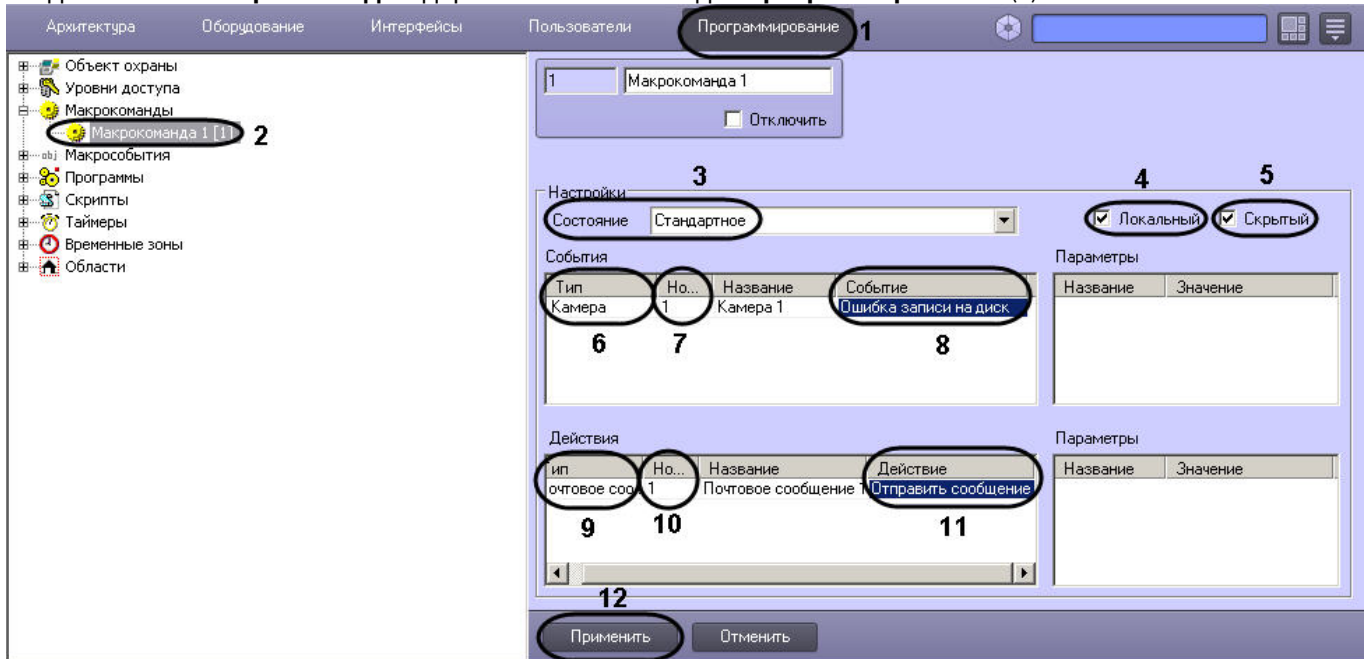 Архитектура Оборудование Интерфейсы Пользователи Программирование 1
Объект охраны
Уровни доступа
Макрокоманды
Макрокоманда 1 [1] 2
obj Макрособытия
Программы
Скрипты
Таймеры
Временные зоны
Области
1 Макрокоманда 1
Отключить
3 4 5
Настройки
Состояние Стандартное Локальный Скрытый
События Параметры
Тип Но... Название Событие Название Значение
Камера 1 Камера 1 Ошибка записи на диск
6 7 8
Действия Параметры
ип Но... Название Действие Название Значение
очтовое соо 1 Почтовое сообщение 1 Отправить сообщение
9 10 11
12
Применить Отменить